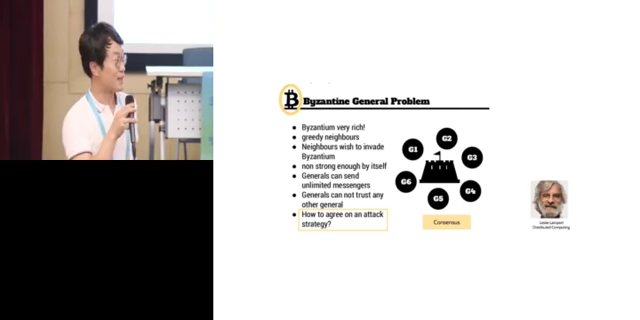 Byzantine General Problem
Byzantium very rich!
greedy neighbours
Neighbours wish to invade
Byzantium
non strong enough by itself
Generals can send
unlimited messengers
Generals can not trust any
other general
How to agree on an attack
strategy?
G1
G2
G3
G4
G5
G6
Consensus
Leslie Lamport
Distributed Computing